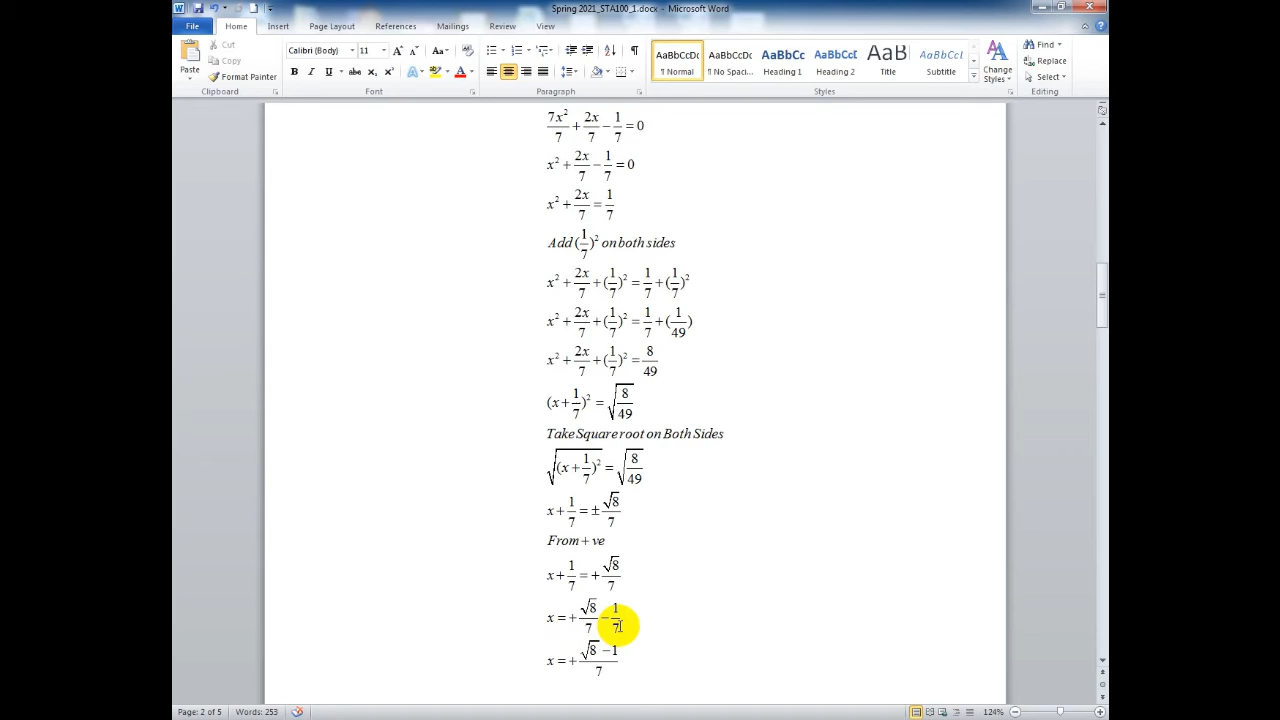 Spring 2021_STA100_1.docx - Microsoft Word
File Home Insert Page Layout References Mailings Review View
Paste Cut Copy Format Painter
Calibri (Body) 11
AaBbCcDc AaBbCcDc AaBbCc AaBbCcD AaB AaBbCcl
¶ Normal ¶ No Spaci... Heading 1 Heading 2 Title Subtitle
Change Styles
Find Replace Select
Clipboard Font Paragraph Styles Editing
7x²/7 + 2x/7 − 1/7 = 0
x² + 2x/7 − 1/7 = 0
x² + 2x/7 = 1/7
Add (1/7)² on both sides
x² + 2x/7 + (1/7)² = 1/7 + (1/7)²
x² + 2x/7 + (1/7)² = 1/7 + (1/49)
x² + 2x/7 + (1/7)² = 8/49
(x + 1/7)² = √(8/49)
Take Square root on Both Sides
√((x + 1/7)²) = √(8/49)
x + 1/7 = ± √8/7
From + ve
x + 1/7 = + √8/7
x = + √8/7 − 1/7
x = + (√8 − 1)/7
Page: 2 of 5 Words: 253 124%